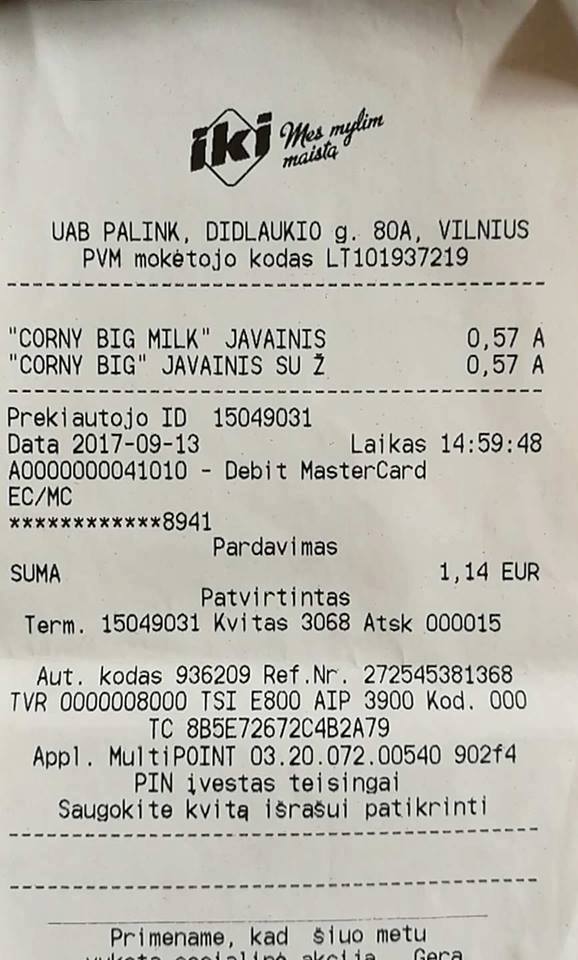 iki Mes mylim
maistą
UAB PALINK, DIDLAUKIO g. 80A, VILNIUS
PVM mokėtojo kodas LT101937219
"CORNY BIG MILK" JAVAINIS 0,57 A
"CORNY BIG" JAVAINIS SU Ž 0,57 A
Prekiautojo ID 15049031
Data 2017-09-13 Laikas 14:59:48
A0000000041010 - Debit MasterCard
EC/MC
************8941
Pardavimas
SUMA 1,14 EUR
Patvirtintas
Term. 15049031 Kvitas 3068 Atsk 000015
Aut. kodas 936209 Ref.Nr. 272545381368
TVR 0000008000 TSI E800 AIP 3900 Kod. 000
TC 8B5E72672C4B2A79
Appl. MultiPOINT 03.20.072.00540 902f4
PIN įvestas teisingai
Saugokite kvitą išrašui patikrinti
Primename, kad šiuo metu